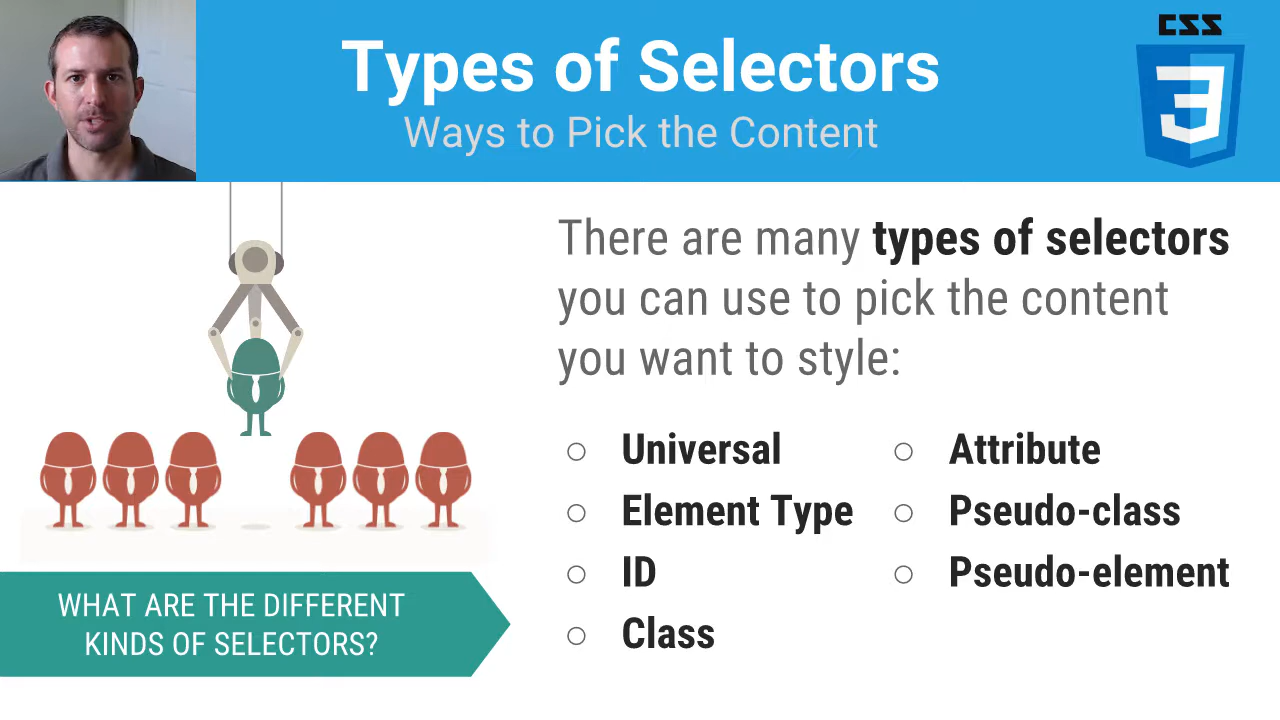 Types of Selectors
Ways to Pick the Content
CSS
3
There are many types of selectors
you can use to pick the content
you want to style:
○ Universal
○ Element Type
○ ID
○ Class
○ Attribute
○ Pseudo-class
○ Pseudo-element
WHAT ARE THE DIFFERENT
KINDS OF SELECTORS?